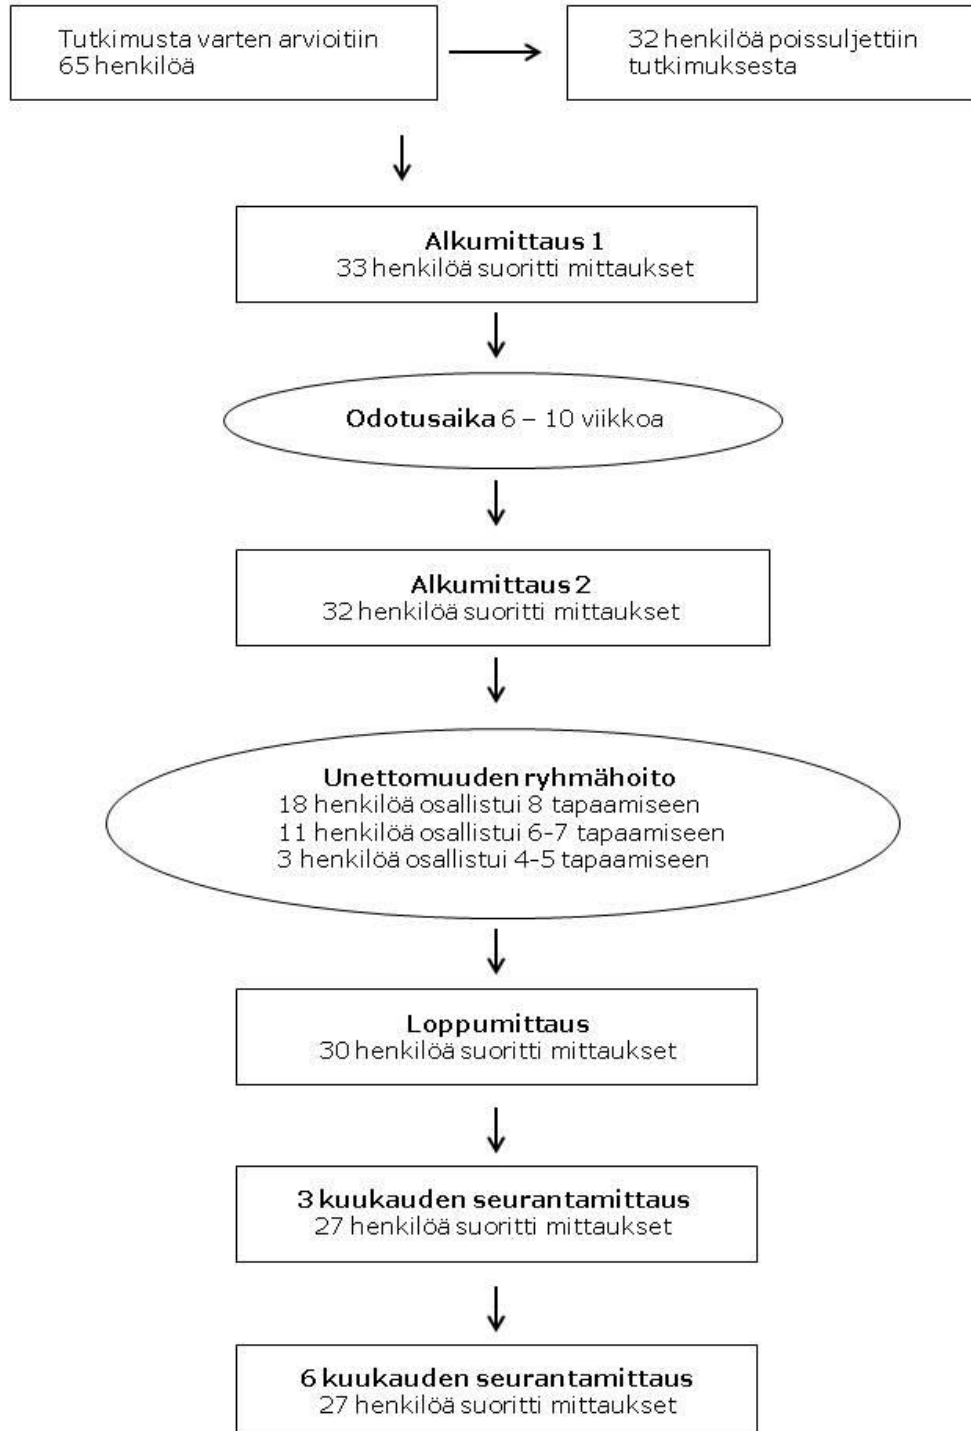 Tutkimusta varten arvioitiin
65 henkilöä
32 henkilöä poissuljettiin
tutkimuksesta
Alkumittaus 1
33 henkilöä suoritti mittaukset
Odotusaika 6 – 10 viikkoa
Alkumittaus 2
32 henkilöä suoritti mittaukset
Unettomuuden ryhmähoito
18 henkilöä osallistui 8 tapaamiseen
11 henkilöä osallistui 6-7 tapaamiseen
3 henkilöä osallistui 4-5 tapaamiseen
Loppumittaus
30 henkilöä suoritti mittaukset
3 kuukauden seurantamittaus
27 henkilöä suoritti mittaukset
6 kuukauden seurantamittaus
27 henkilöä suoritti mittaukset